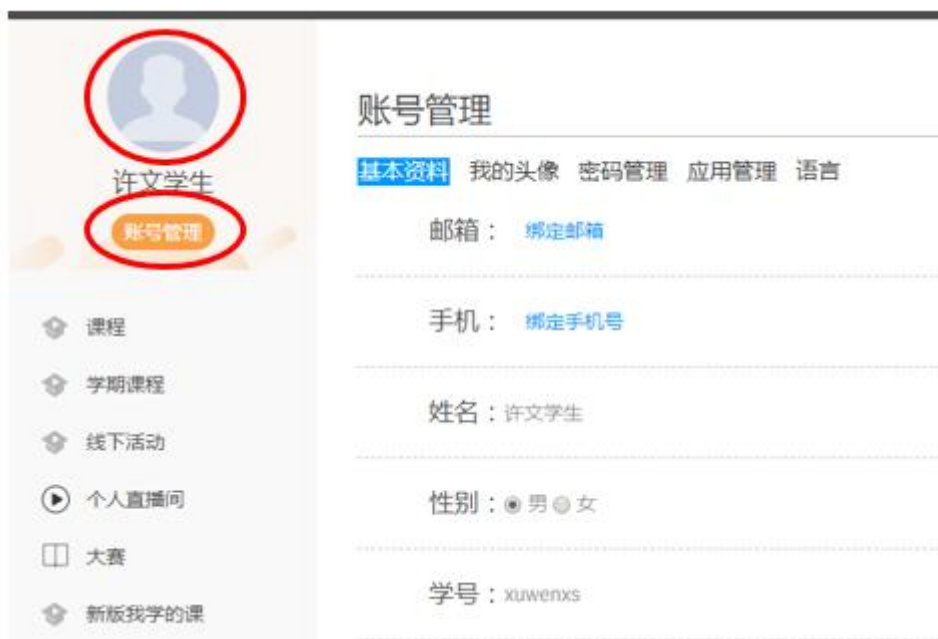 许文学生
账号管理
课程
学期课程
线下活动
个人直播间
大赛
新版我学的课
账号管理
基本资料 我的头像 密码管理 应用管理 语言
邮箱： 绑定邮箱
手机： 绑定手机号
姓名：许文学生
性别： 男 女
学号：xuwenxs